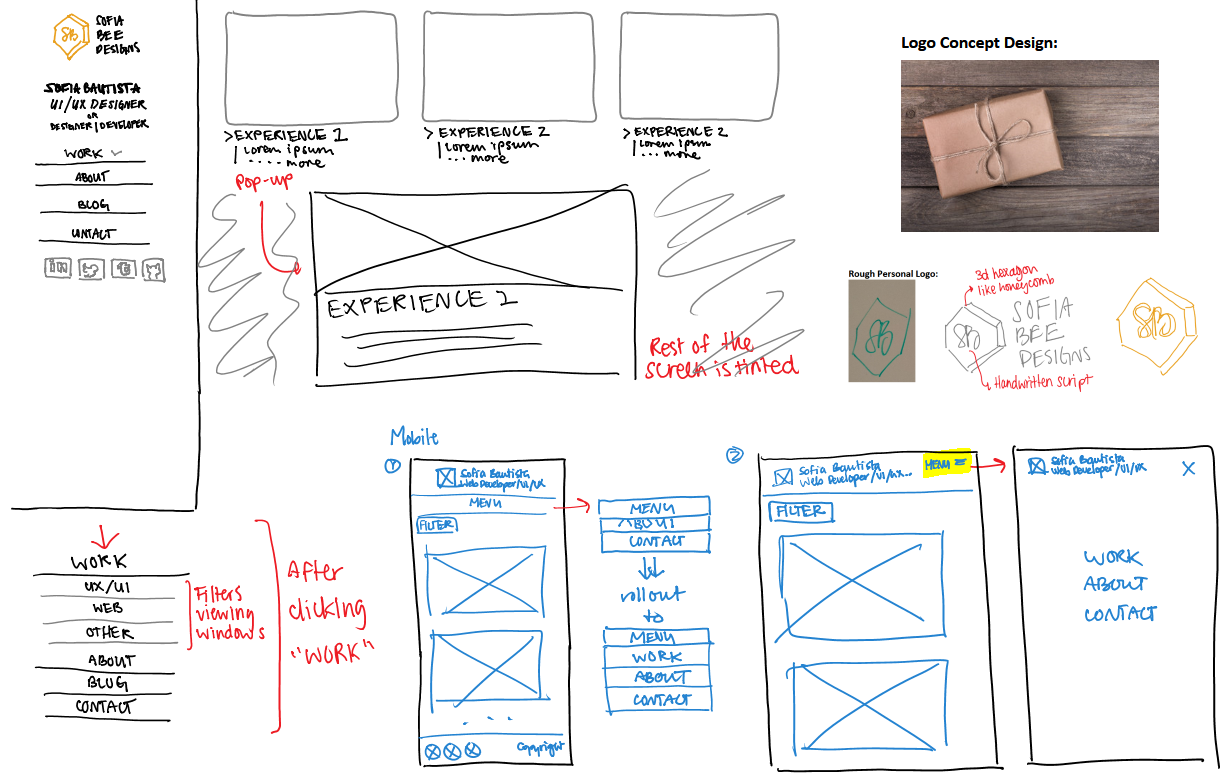 SOFIA
BEE
DESIGNS
SB
SOFIA BAUTISTA
UI/UX DESIGNER
OR
DESIGNER/DEVELOPER
WORK
ABOUT
BLOG
CONTACT
in
>EXPERIENCE 1
Lorem ipsum
.... more
> EXPERIENCE 2
Lorem ipsum
... more
> EXPERIENCE 2
Lorem ipsum
... more
Pop-up
EXPERIENCE 2
Rest of the
screen is tinted
Logo Concept Design:
Rough Personal Logo:
SB
3d hexagon
like honeycomb
SB
SOFIA
BEE
DESIGNS
Handwritten script
SB
WORK
UX/UI
WEB
OTHER
ABOUT
BLOG
CONTACT
Filters
viewing
windows
After
clicking
"WORK"
Mobile
1
Sofia Bautista
Web Developer/UI/UX
MENU
FILTER
...
Copyright
MENU
ABOUT
CONTACT
rollout
to
MENU
WORK
ABOUT
CONTACT
2
Sofia Bautista
Web Developer/UI/UX...
MENU
FILTER
Sofia Bautista
Web Developer/UI/UX
X
WORK
ABOUT
CONTACT